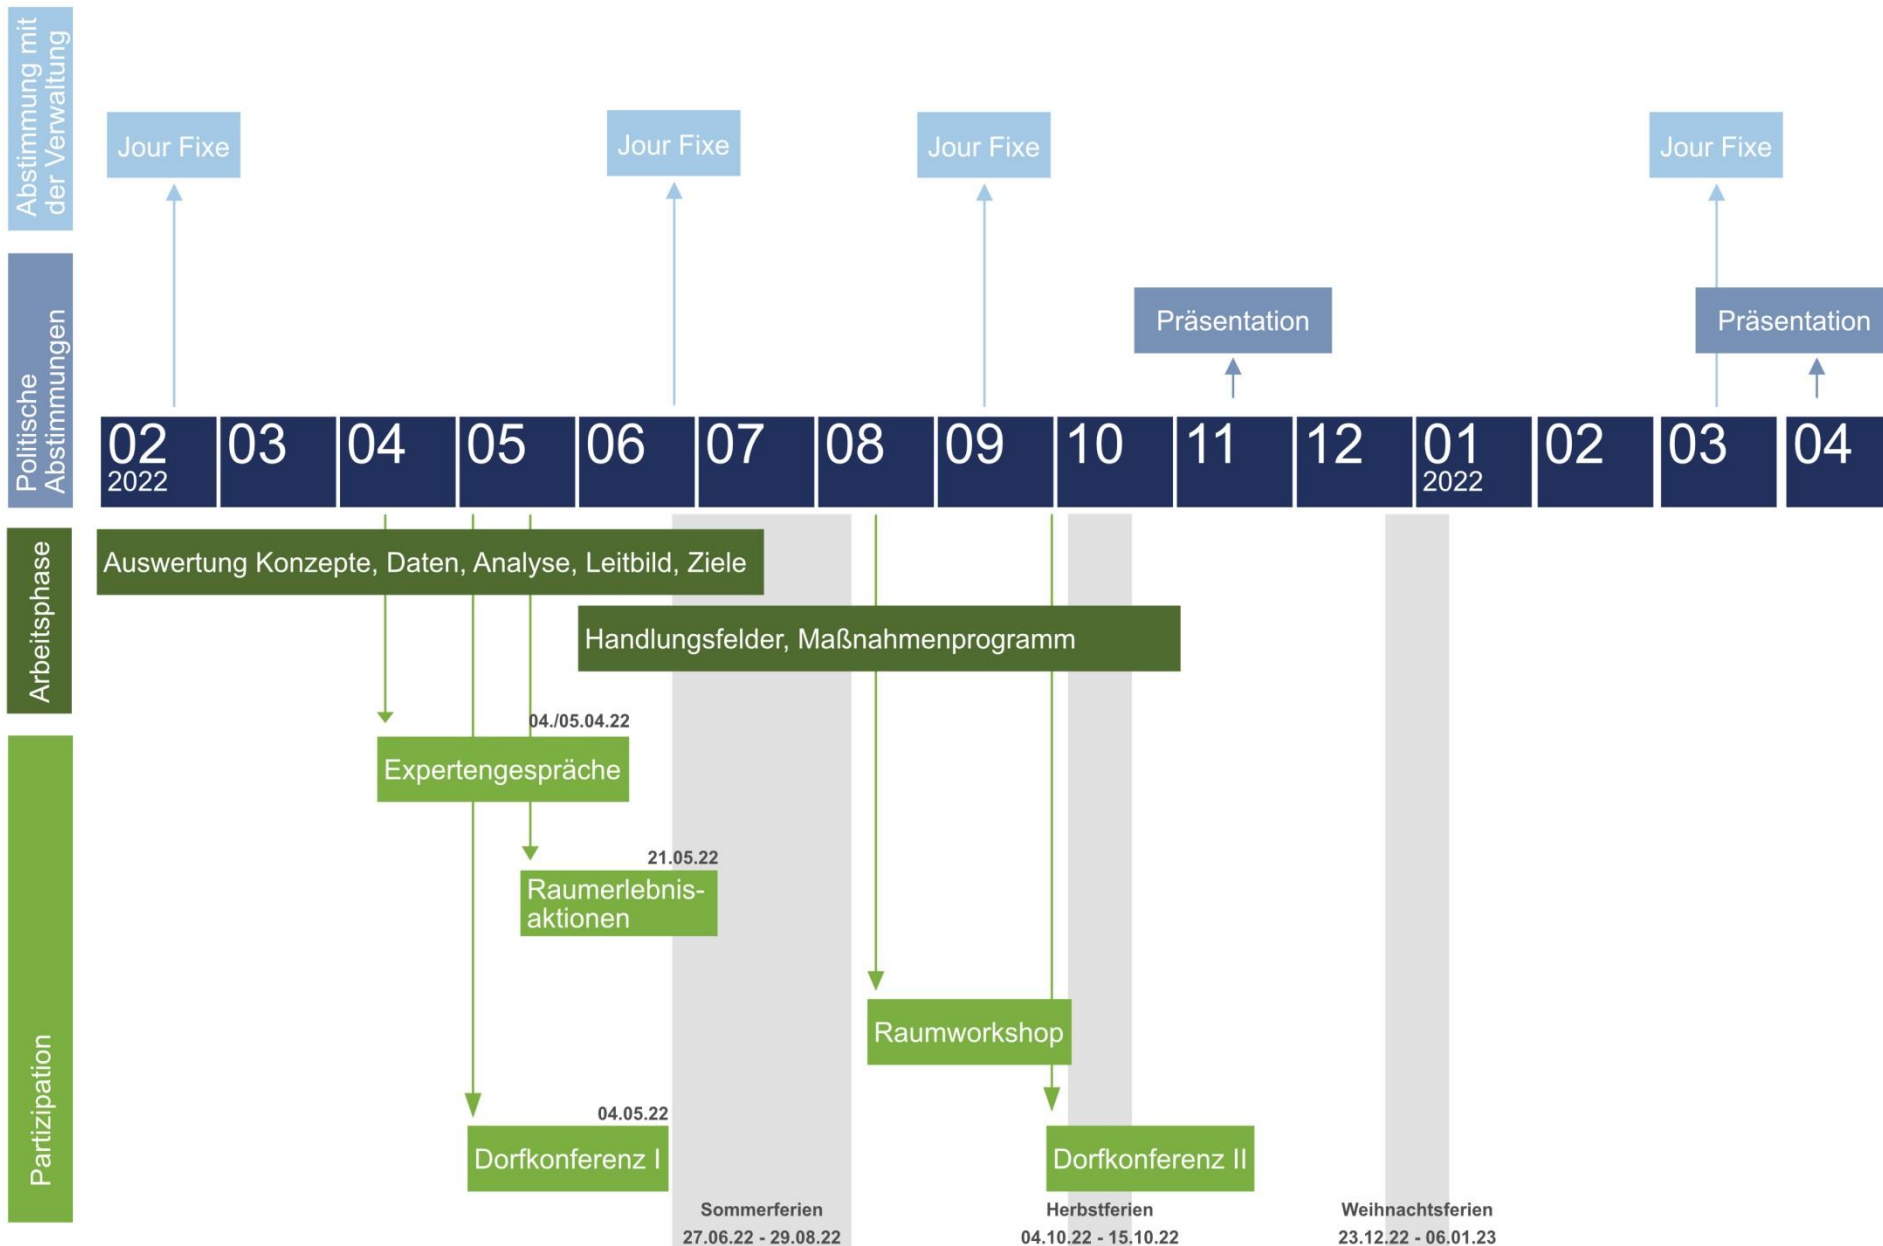 Abstimmung mit
der Verwaltung
Jour Fixe
Jour Fixe
Jour Fixe
Jour Fixe
Politische
Abstimmungen
Präsentation
Präsentation
02
2022
03
04
05
06
07
08
09
10
11
12
01
2022
02
03
04
Arbeitsphase
Auswertung Konzepte, Daten, Analyse, Leitbild, Ziele
Handlungsfelder, Maßnahmenprogramm
Partizipation
04./05.04.22
Expertengespräche
21.05.22
Raumerlebnis-
aktionen
Raumworkshop
04.05.22
Dorfkonferenz I
Dorfkonferenz II
Sommerferien
27.06.22 - 29.08.22
Herbstferien
04.10.22 - 15.10.22
Weihnachtsferien
23.12.22 - 06.01.23